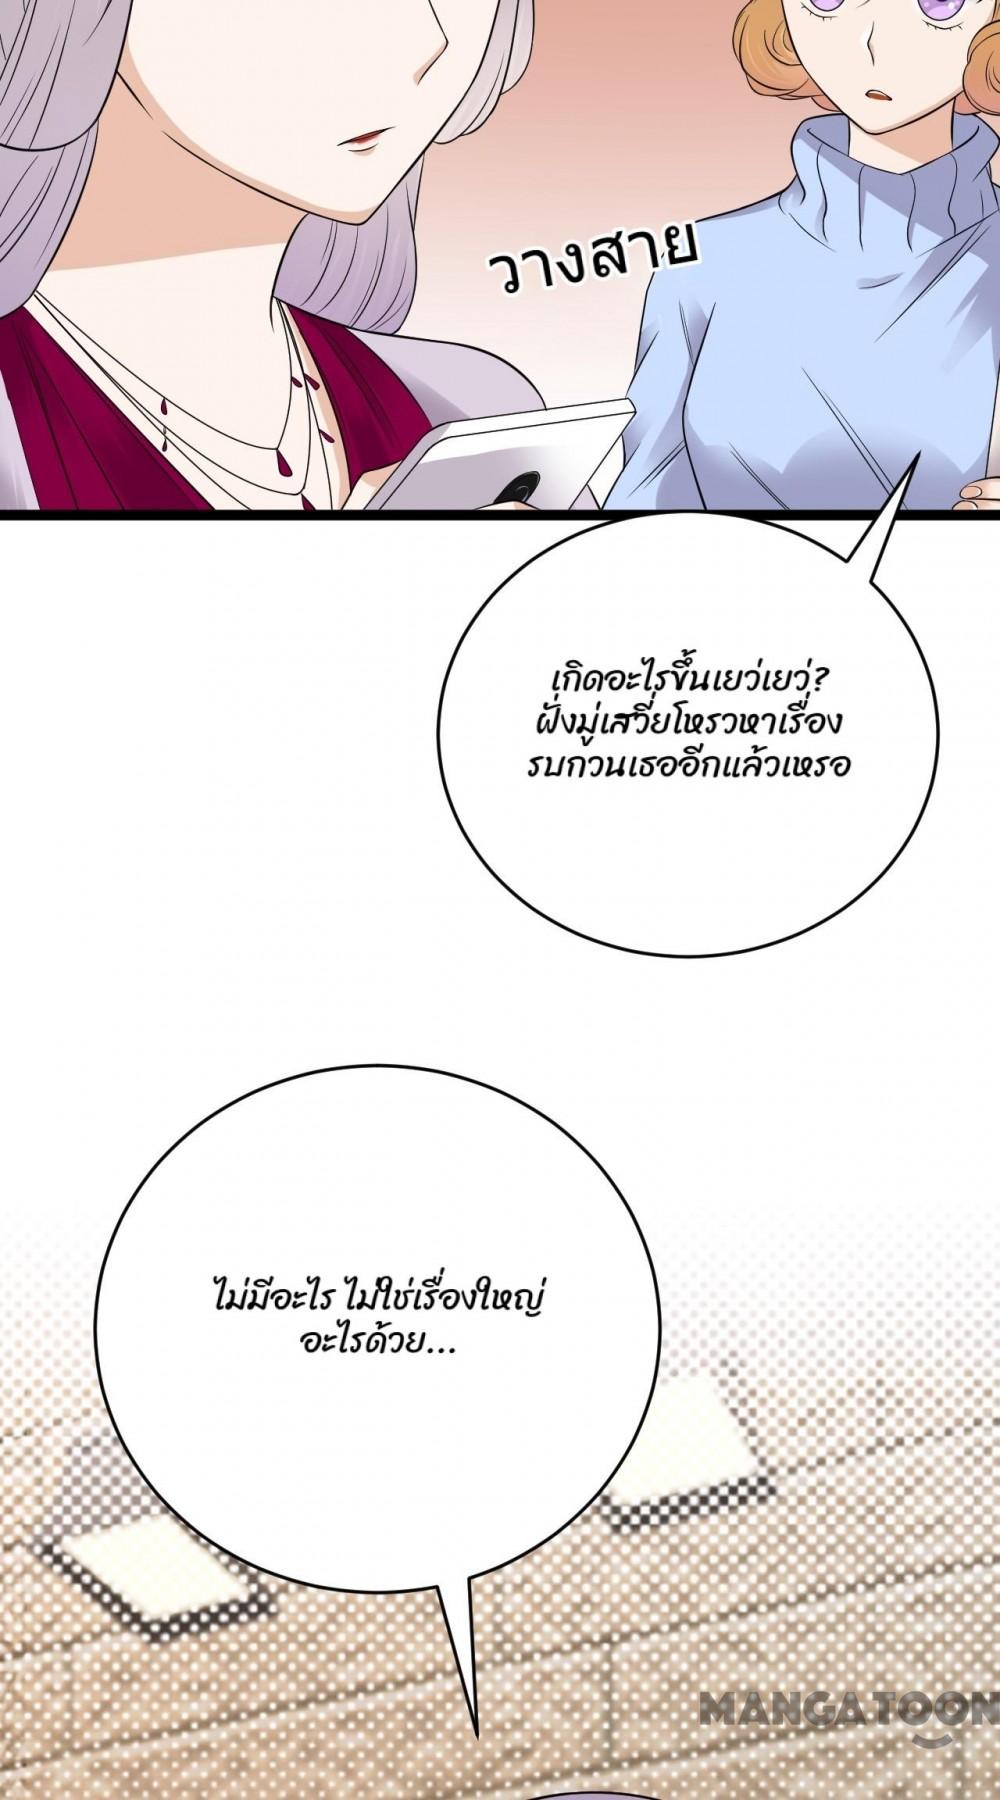 วางสาย
เกิดอะไรขึ้นเยว่เยว่?
ฝั่งมู่เสวี่ยโหรวหาเรื่อง
รบกวนเธออีกแล้วเหรอ
ไม่มีอะไร ไม่ใช่เรื่องใหญ่
อะไรด้วย...
MANGATOON